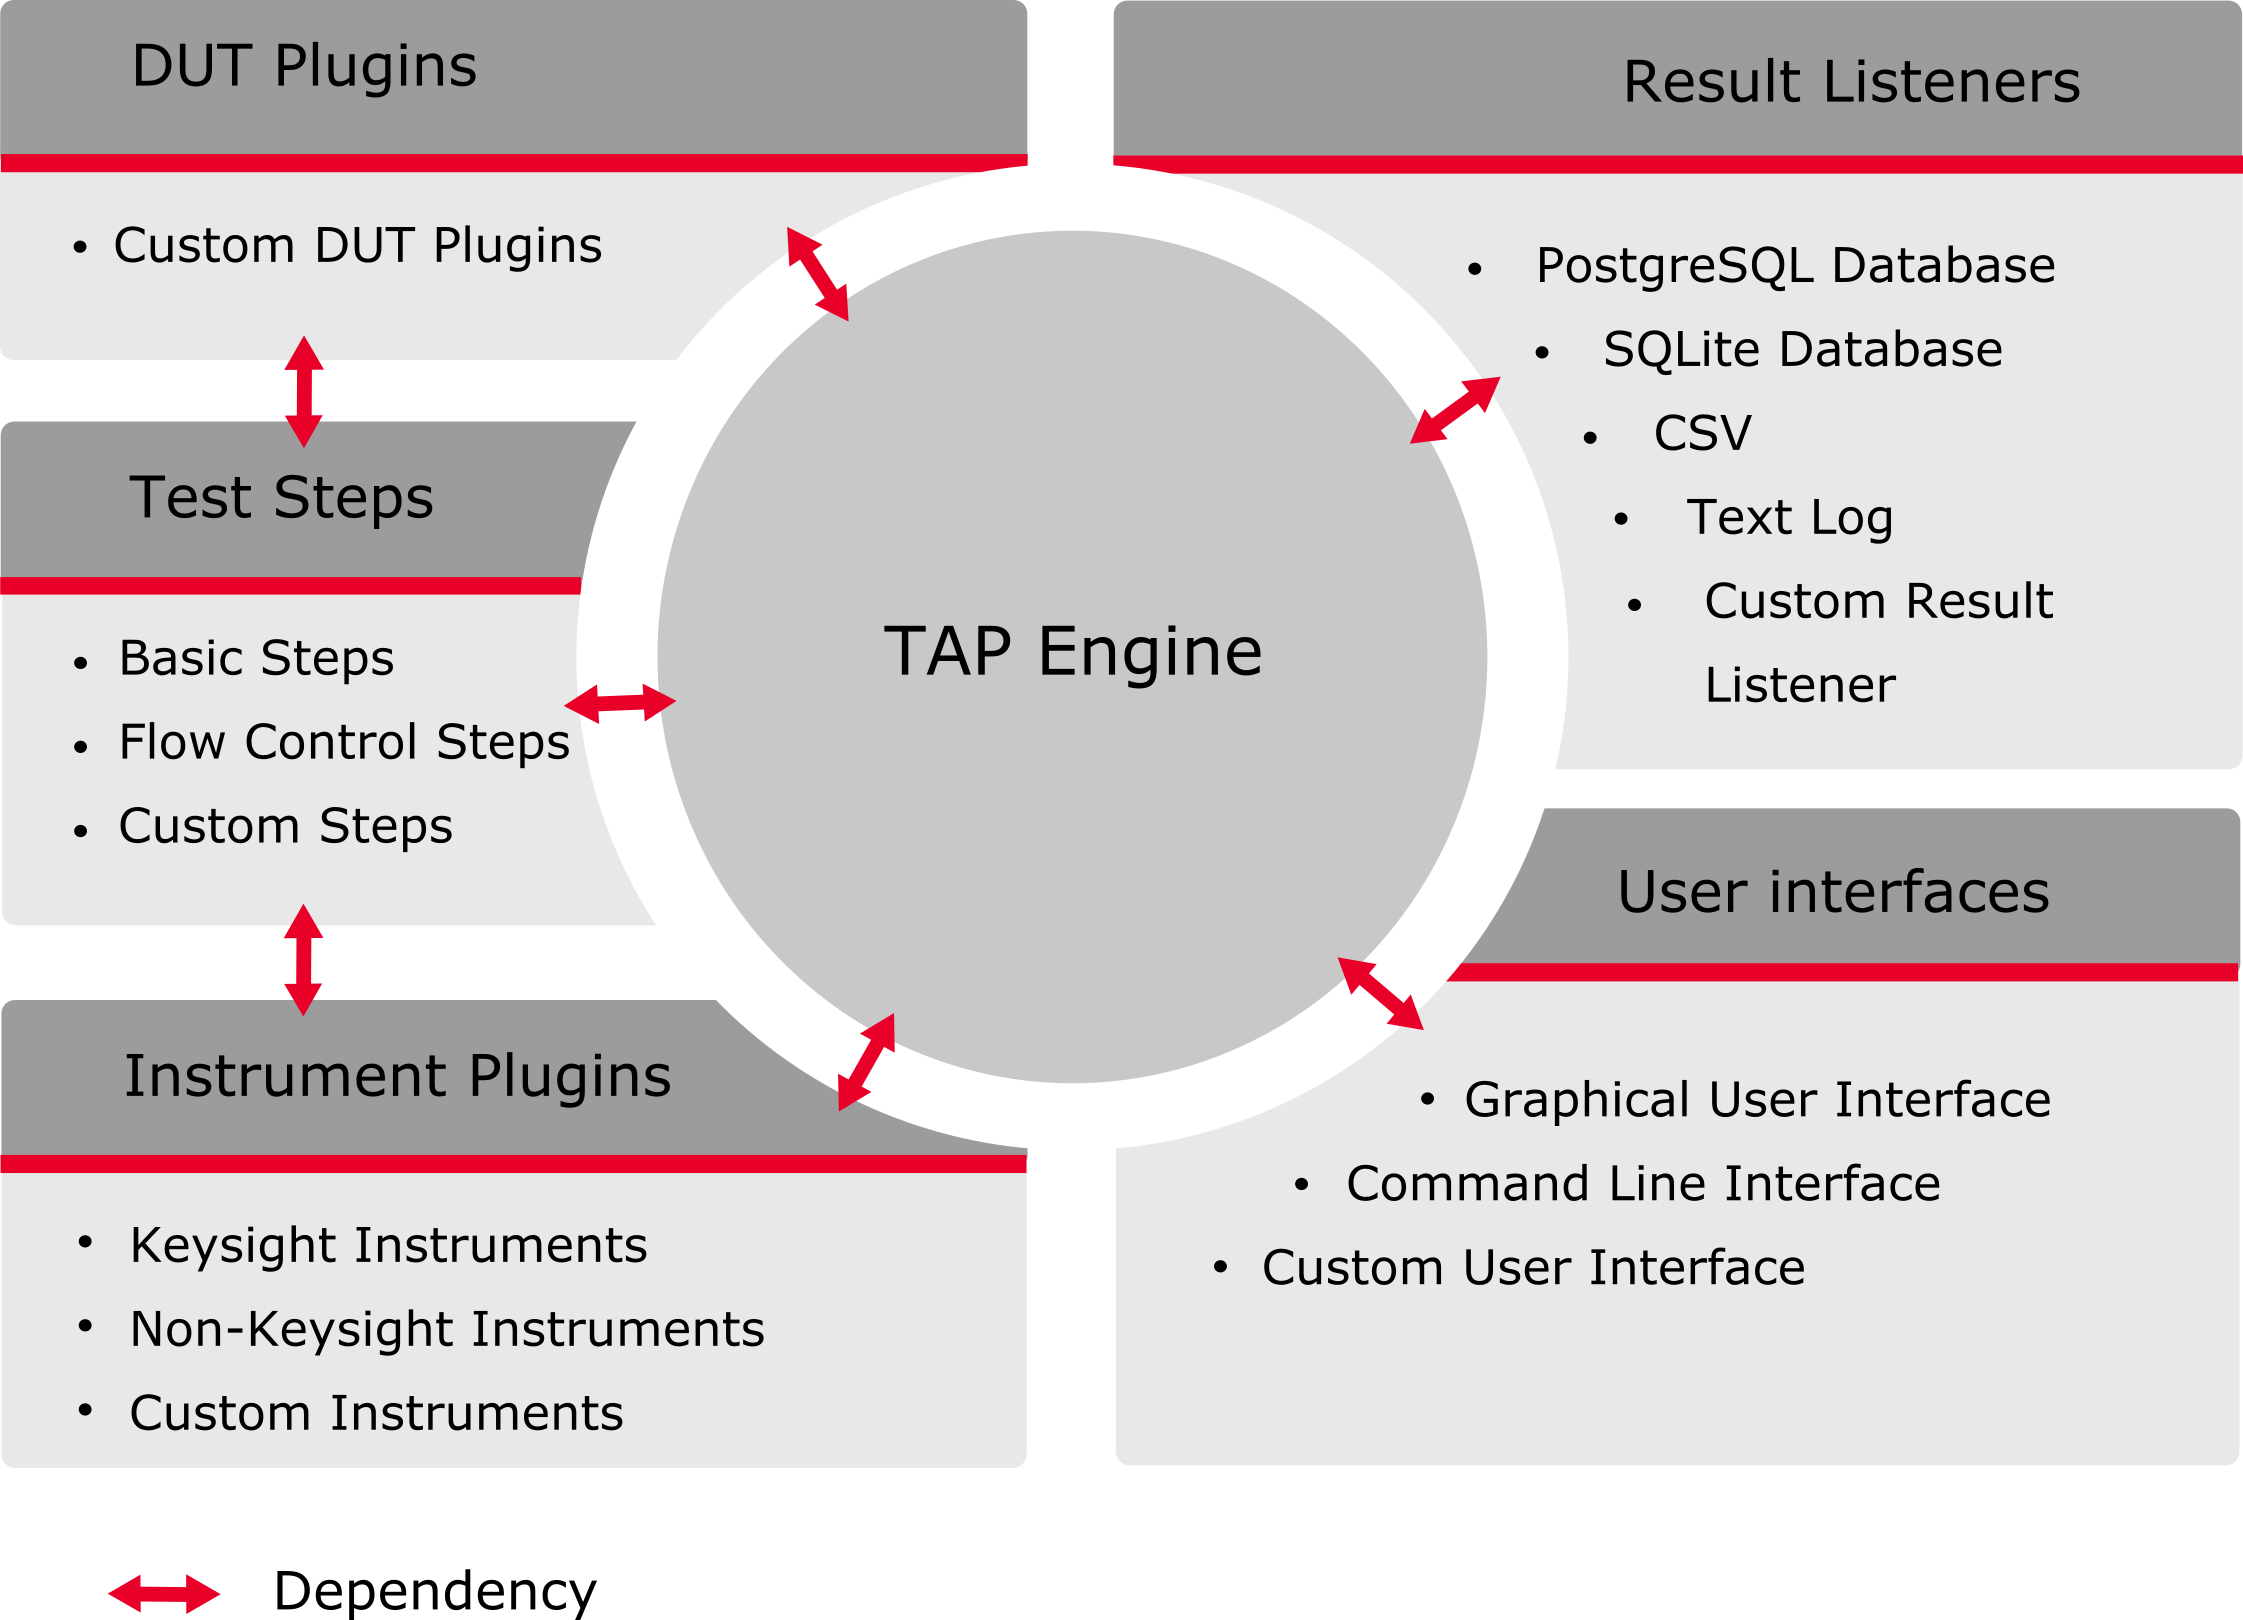 DUT Plugins
• Custom DUT Plugins
Test Steps
• Basic Steps
• Flow Control Steps
• Custom Steps
Instrument Plugins
• Keysight Instruments
• Non-Keysight Instruments
• Custom Instruments
TAP Engine
Result Listeners
• PostgreSQL Database
• SQLite Database
• CSV
• Text Log
• Custom Result
Listener
User interfaces
• Graphical User Interface
• Command Line Interface
• Custom User Interface
Dependency